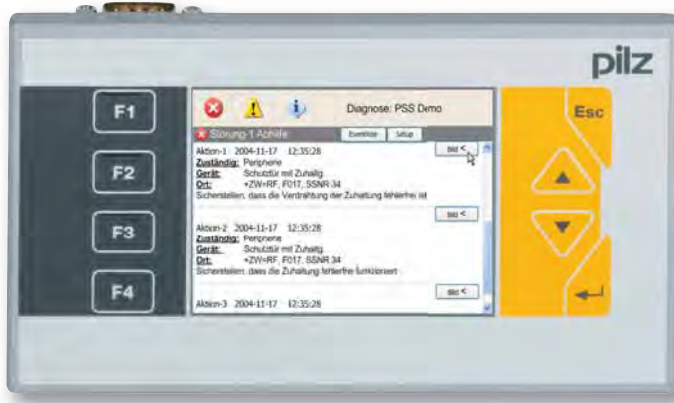 pilz
F1
F2
F3
F4
Esc
Diagnose: PSS Demo
Störung-1 Abhilfe
Eventliste Setup
Aktion-1 2004-11-17 12:35:28
Bild <
Zuständig: Peripherie
Gerät: Schutztür mit Zuhaltg.
Ort: +ZW=RF, F017, SSNR 34
Sicherstellen, dass die Verdrahtung der Zuhaltung fehlerfrei ist
Bild <
Aktion-2 2004-11-17 12:35:28
Zuständig: Peripherie
Gerät: Schutztür mit Zuhaltg.
Ort: +ZW=RF, F017, SSNR 34
Sicherstellen, dass die Zuhaltung fehlerfrei funktioniert
Bild <
Aktion-3 2004-11-17 12:35:28